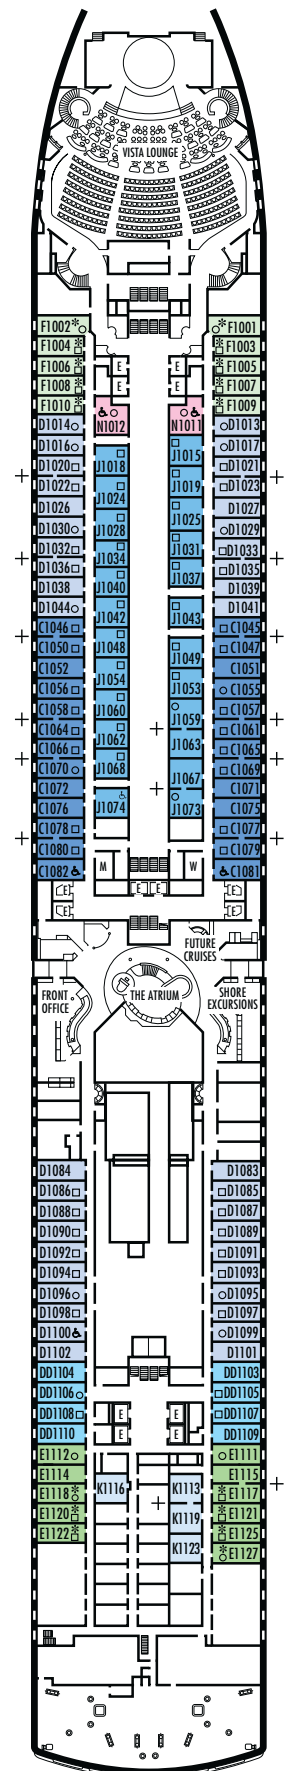 VISTA LOUNGE
F1002 F1001
F1004 F1003
E E
F1006 F1005
F1008 E E F1007
F1010 F1009
D1014 N1012 N1011 D1013
D1016 J1015 D1017
D1020 J1018 D1021
D1022 J1019 D1023
D1026 J1024 D1027
D1030 J1028 J1025 D1029
D1032 J1034 J1031 D1033
D1036 J1037 D1035
D1038 J1040 D1039
D1044 J1042 J1043 D1041
C1046 C1045
C1050 J1048 J1049 C1047
C1052 J1054 C1051
C1056 J1053 C1055
C1058 J1060 J1059 C1057
C1064 J1062 C1061
C1066 J1063 C1065
C1070 J1068 J1067 C1069
C1072 C1071
C1076 J1074 J1073 C1075
C1078 C1077
C1080 C1079
C1082 M W C1081
E E E E
E E
FUTURE
CRUISES
FRONT
OFFICE
THE ATRIUM
SHORE
EXCURSIONS
D1084 D1083
D1086 D1085
D1088 D1087
D1090 D1089
D1092 D1091
D1094 D1093
D1096 D1095
D1098 D1097
D1100 D1099
D1102 D1101
DD1104 DD1103
DD1106 DD1105
DD1108 E E DD1107
DD1110 E E DD1109
E1112 E1111
E1114 E1115
E1118 K1116 K1113 E1117
E1120 K1119 E1121
E1122 E1125
K1123 E1127